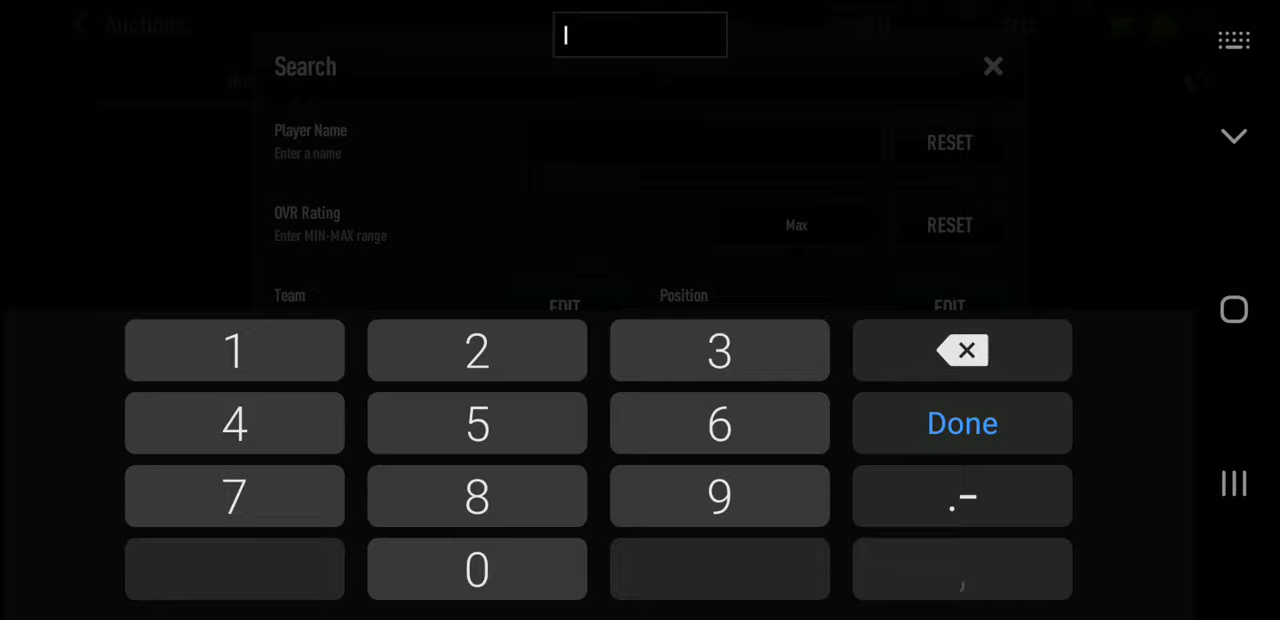 Auctions
SELL
Search
Player Name
Enter a name
RESET
OVR Rating
Enter MIN-MAX range
Max
RESET
Team
EDIT
Position
EDIT
1 2 3
4 5 6 Done
7 8 9 .-
0 ,